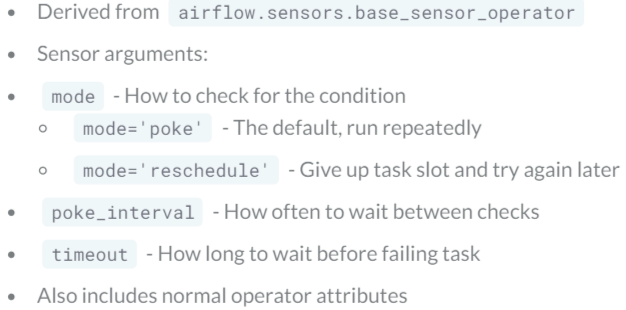 • Derived from airflow.sensors.base_sensor_operator
• Sensor arguments:
• mode - How to check for the condition
○ mode='poke' - The default, run repeatedly
○ mode='reschedule' - Give up task slot and try again later
• poke_interval - How often to wait between checks
• timeout - How long to wait before failing task
• Also includes normal operator attributes